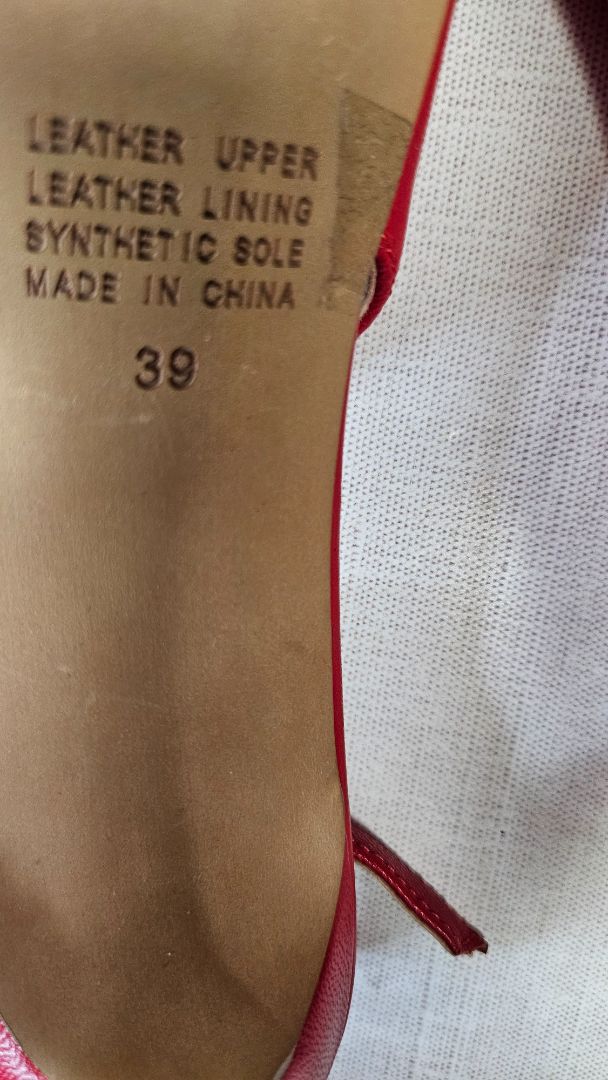 LEATHER UPPER
LEATHER LINING
SYNTHETIC SOLE
MADE IN CHINA
39